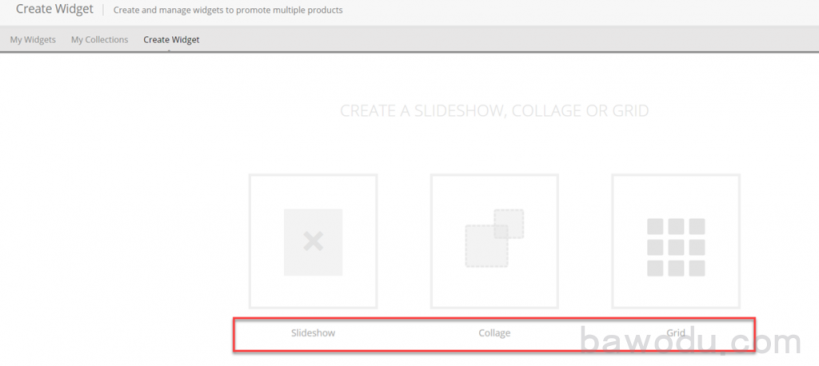 Create Widget Create and manage widgets to promote multiple products
My Widgets My Collections Create Widget
CREATE A SLIDESHOW, COLLAGE OR GRID
Slideshow Collage Grid
bawodu.com